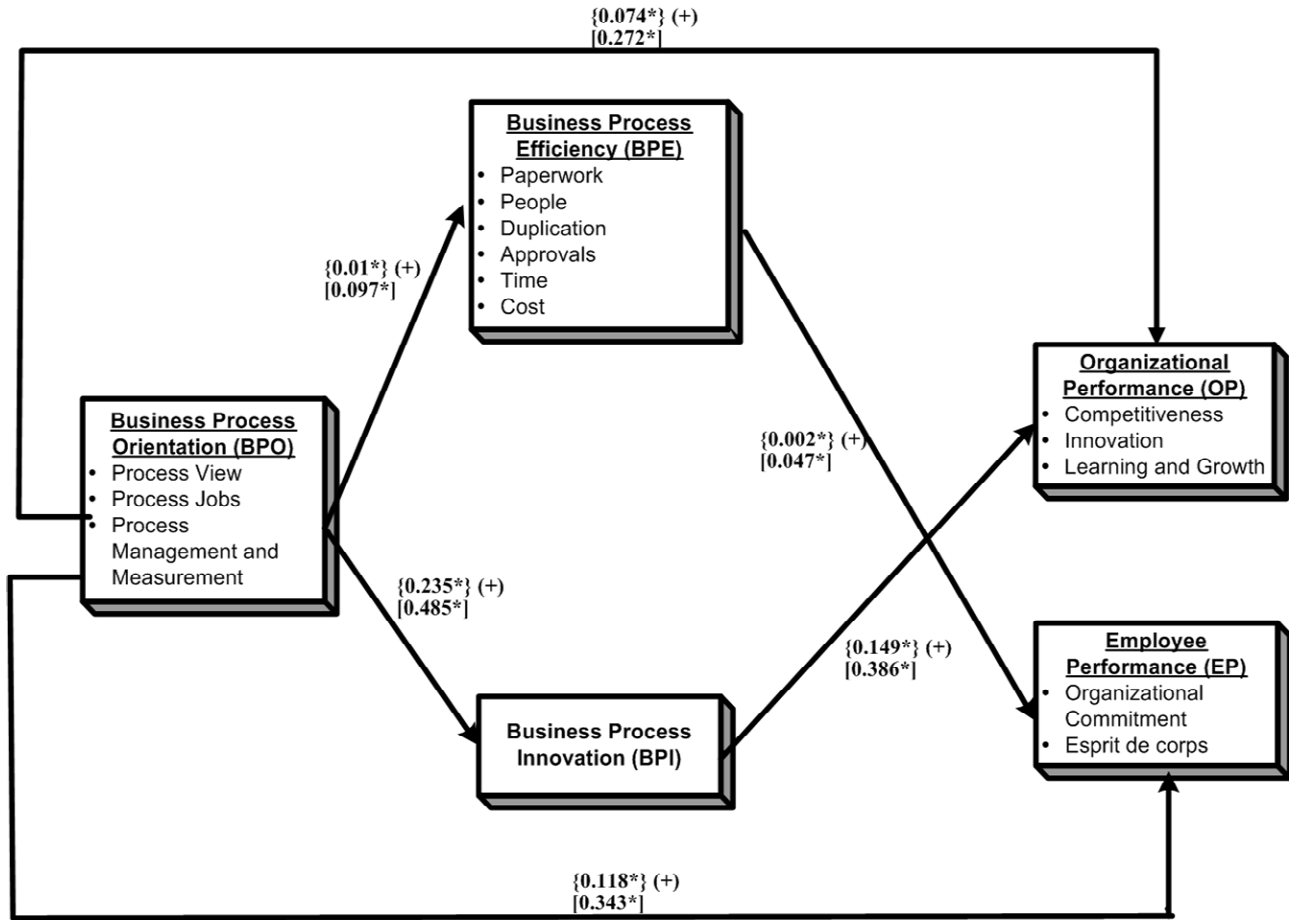 {0.074*} (+)
[0.272*]
Business Process
Efficiency (BPE)
• Paperwork
• People
• Duplication
• Approvals
• Time
• Cost
{0.01*} (+)
[0.097*]
Business Process
Orientation (BPO)
• Process View
• Process Jobs
• Process
Management and
Measurement
{0.002*} (+)
[0.047*]
Organizational
Performance (OP)
• Competitiveness
• Innovation
• Learning and Growth
{0.235*} (+)
[0.485*]
{0.149*} (+)
[0.386*]
Business Process
Innovation (BPI)
Employee
Performance (EP)
• Organizational
Commitment
• Esprit de corps
{0.118*} (+)
[0.343*]